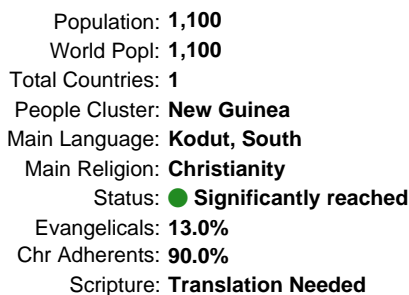 Population: 1,100
World Popl: 1,100
Total Countries: 1
People Cluster: New Guinea
Main Language: Kodut, South
Main Religion: Christianity
Status: Significantly reached
Evangelicals: 13.0%
Chr Adherents: 90.0%
Scripture: Translation Needed